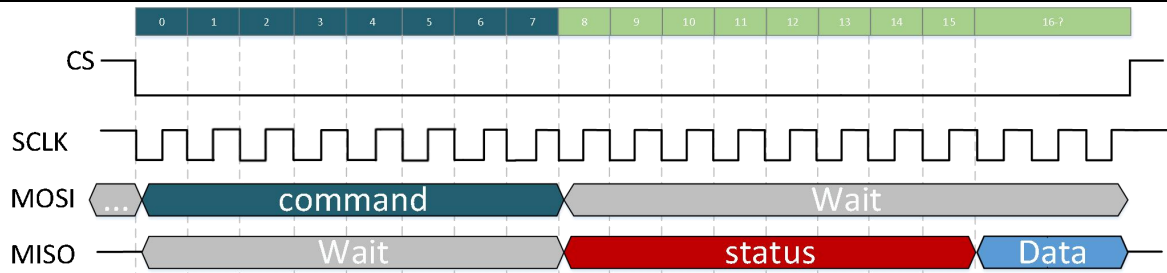 0 1 2 3 4 5 6 7 8 9 10 11 12 13 14 15 16-?
CS
SCLK
MOSI ... command Wait
MISO Wait status Data